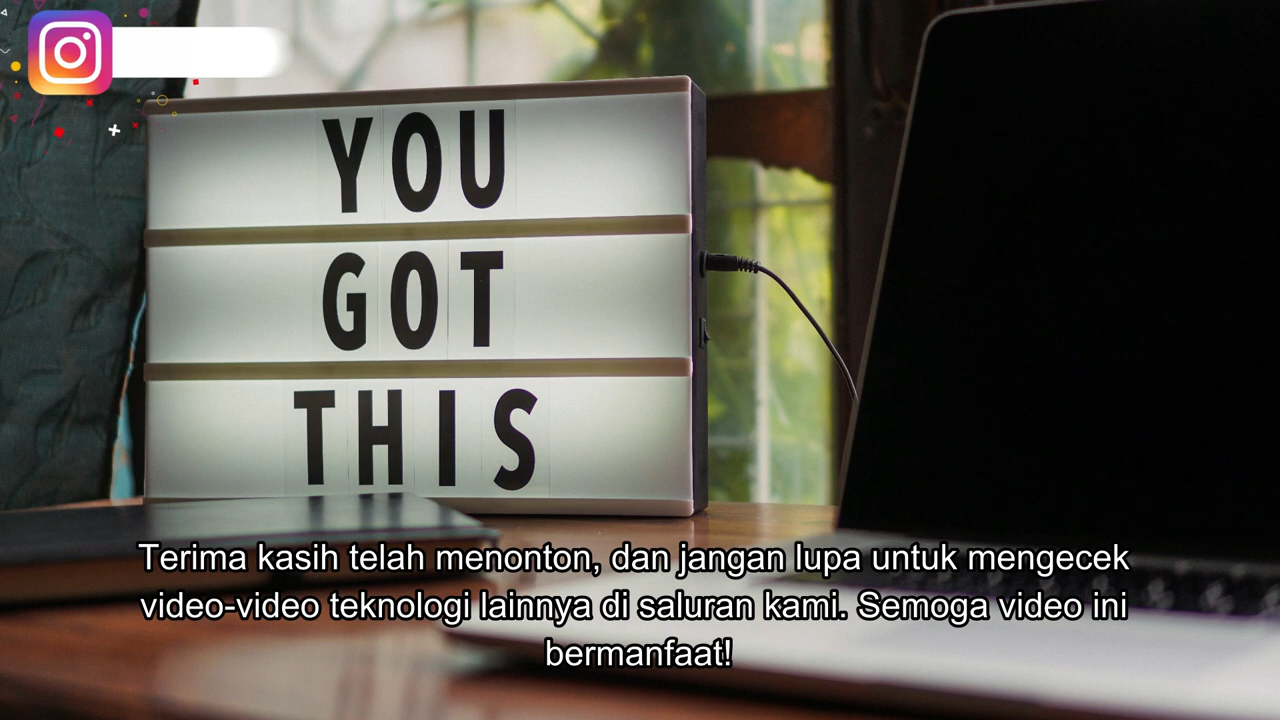 YOU
GOT
THIS
Terima kasih telah menonton, dan jangan lupa untuk mengecek
video-video teknologi lainnya di saluran kami. Semoga video ini
bermanfaat!